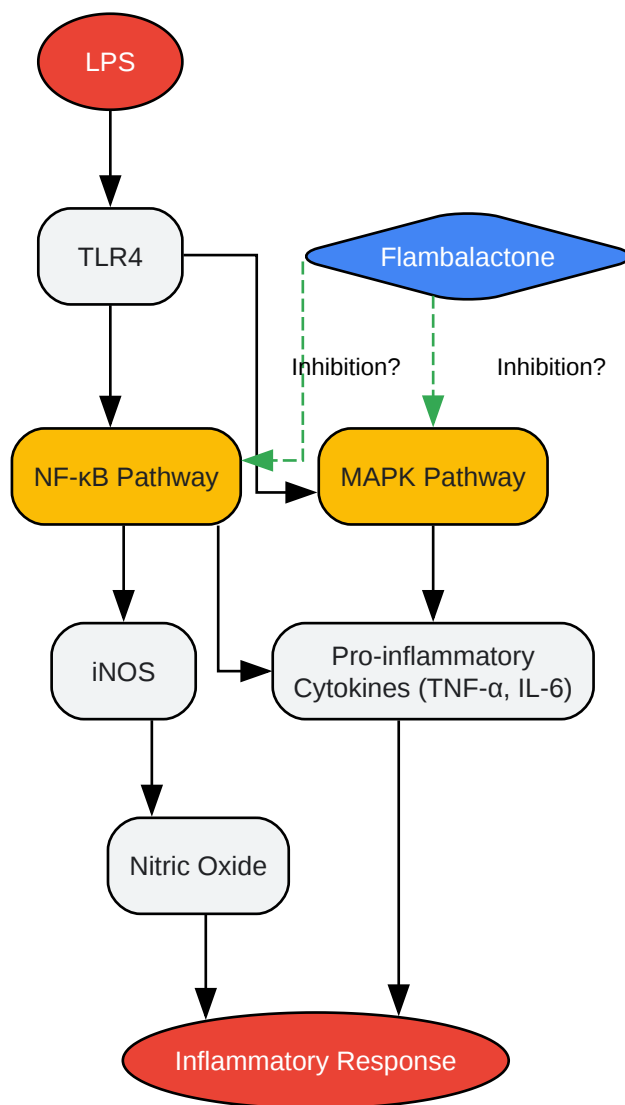 LPS
TLR4
Flambalactone
Inhibition?
Inhibition?
NF-κB Pathway
MAPK Pathway
iNOS
Pro-inflammatory
Cytokines (TNF-α, IL-6)
Nitric Oxide
Inflammatory Response